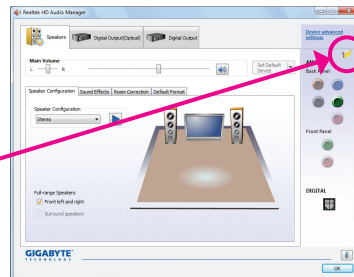 Realtek HD Audio Manager
Speakers
Digital Output(Optical)
Digital Output
Device advanced
settings
Main Volume
L
R
Set Default
Device
Back Panel
Speaker Configuration
Sound Effects
Room Correction
Default Format
Speaker Configuration
Stereo
Front Panel
Full-range Speakers
Front left and right
Surround speakers
DIGITAL
GIGABYTE
TECHNOLOGY
i
OK